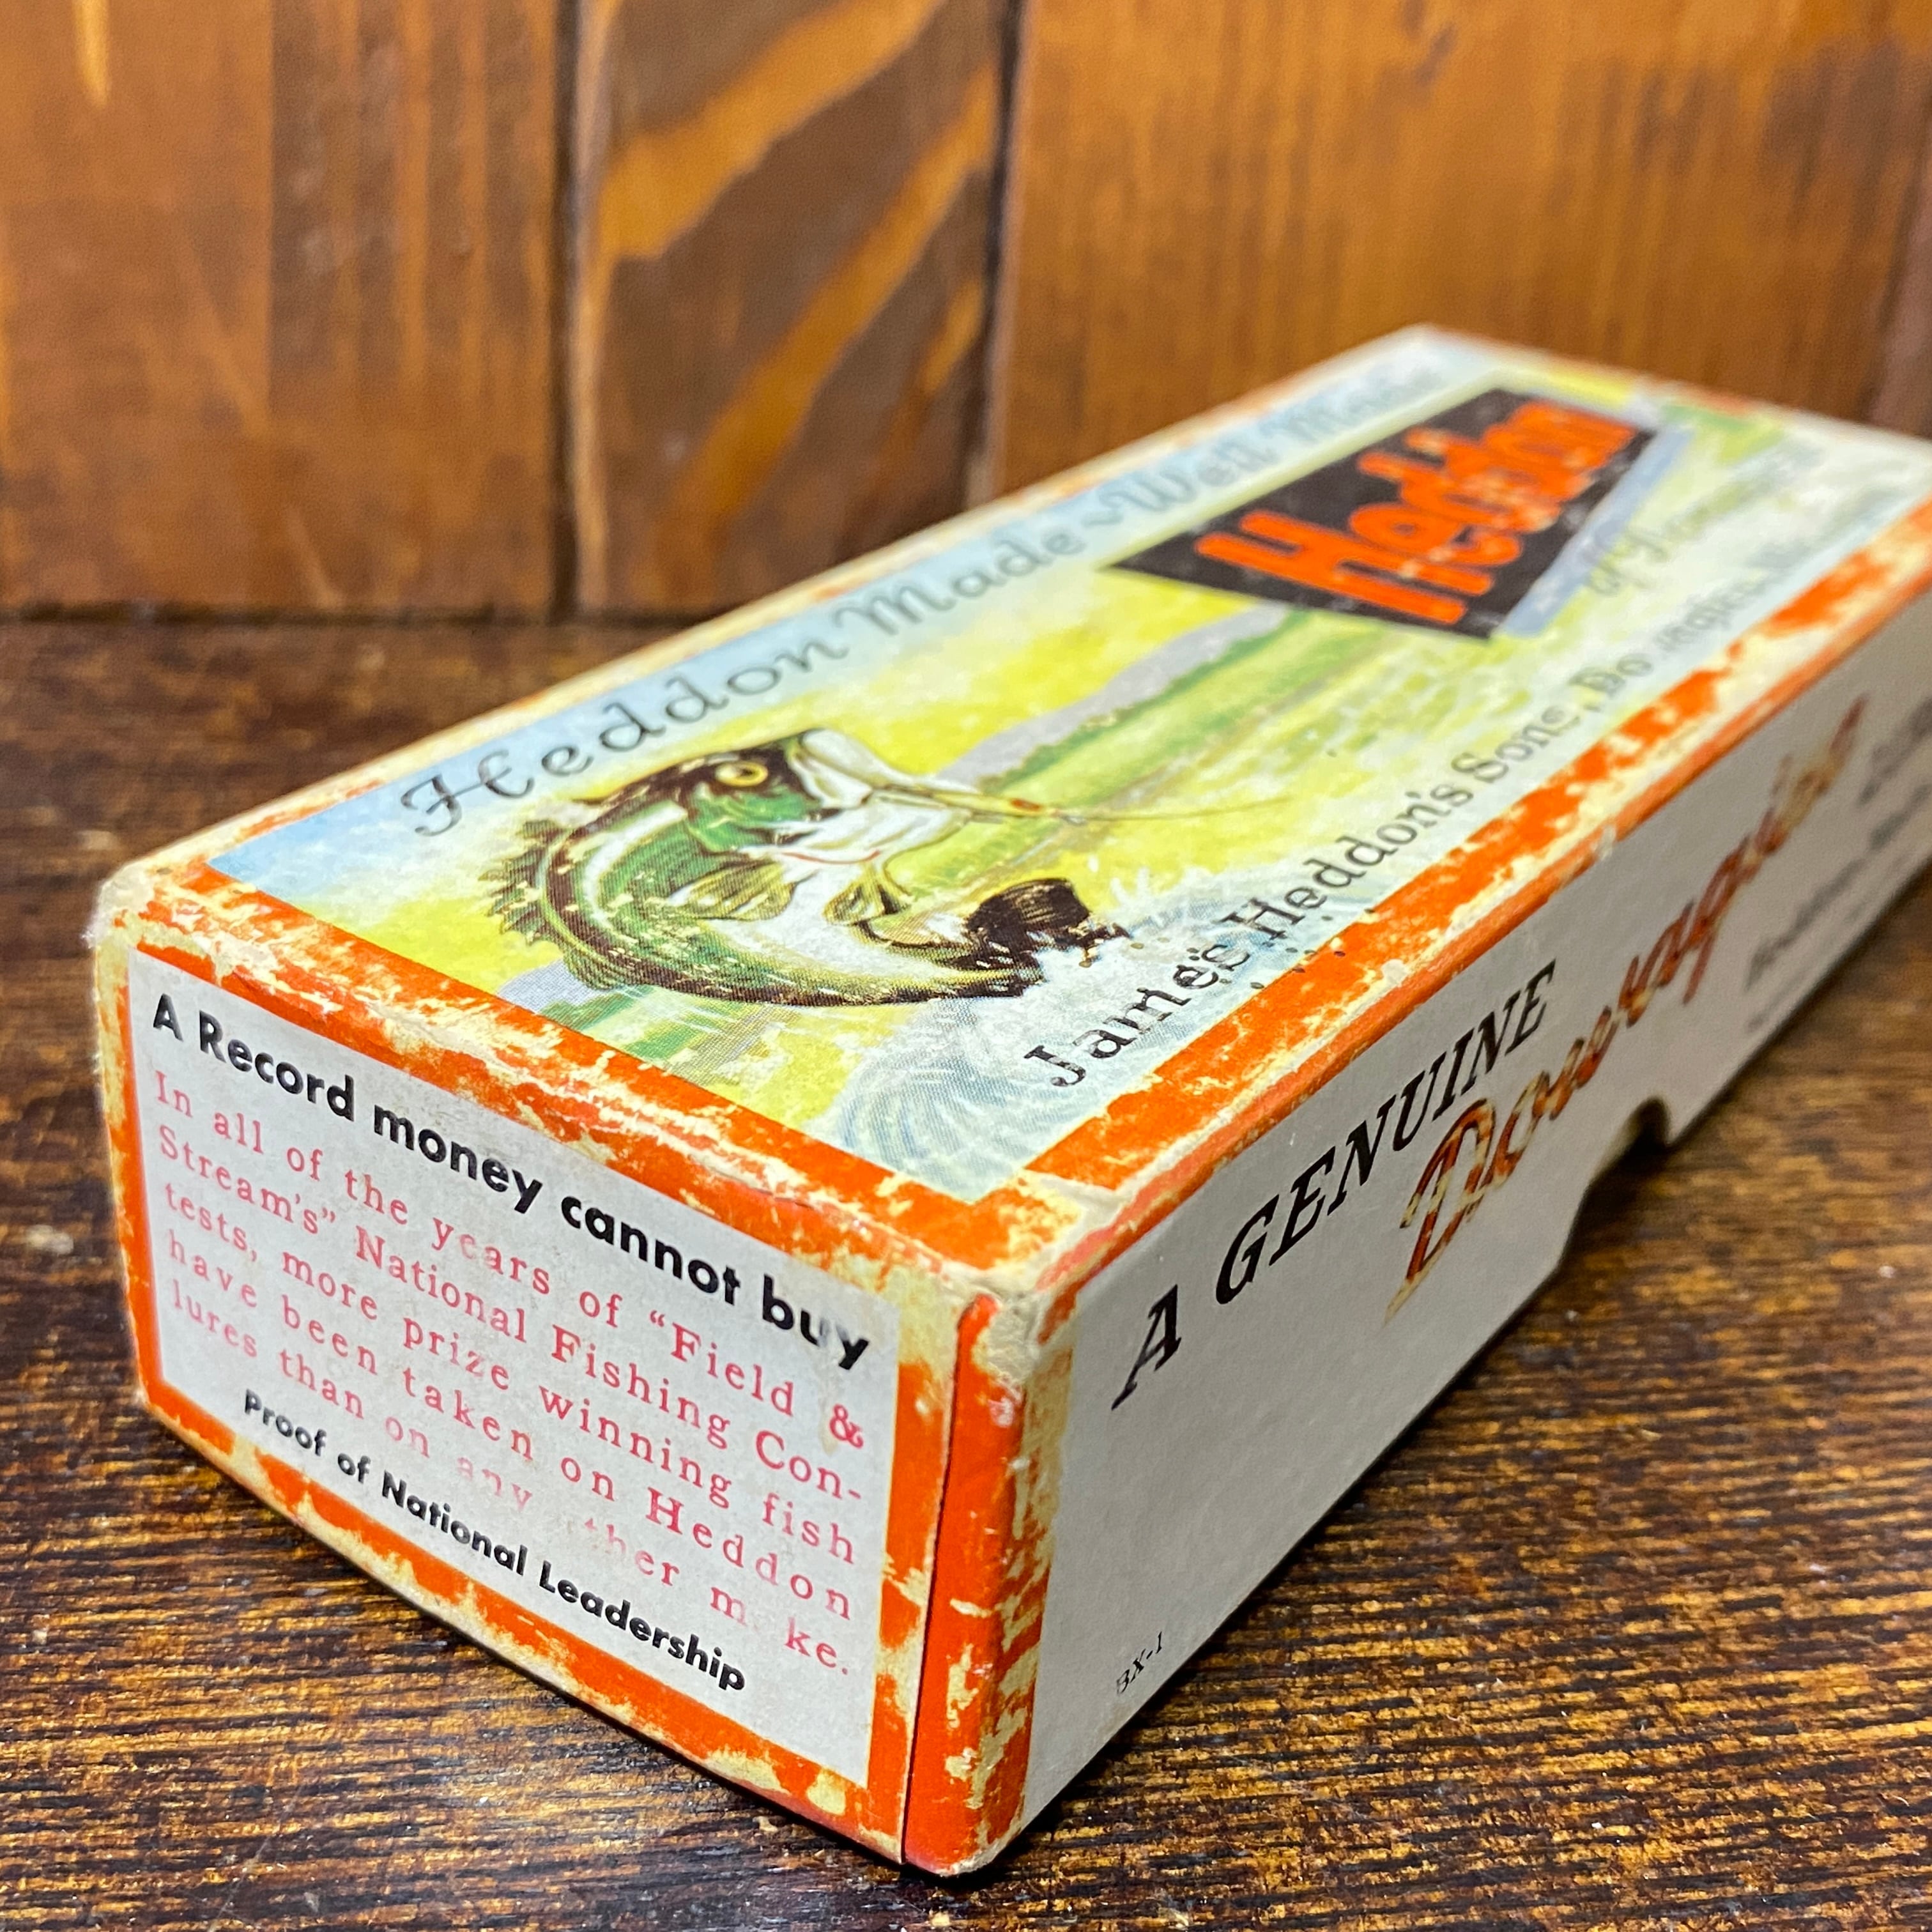 Heddon Made ~ Well Made
Heddon
James Heddon's Sons, Dowagiac,
A Record money cannot buy
In all of the years of “Field &
Stream's” National Fishing Con-
tests, more prize winning fish
have been taken on Heddon
lures than on any other make.
Proof of National Leadership
A GENUINE
Dowagiac
BX-1